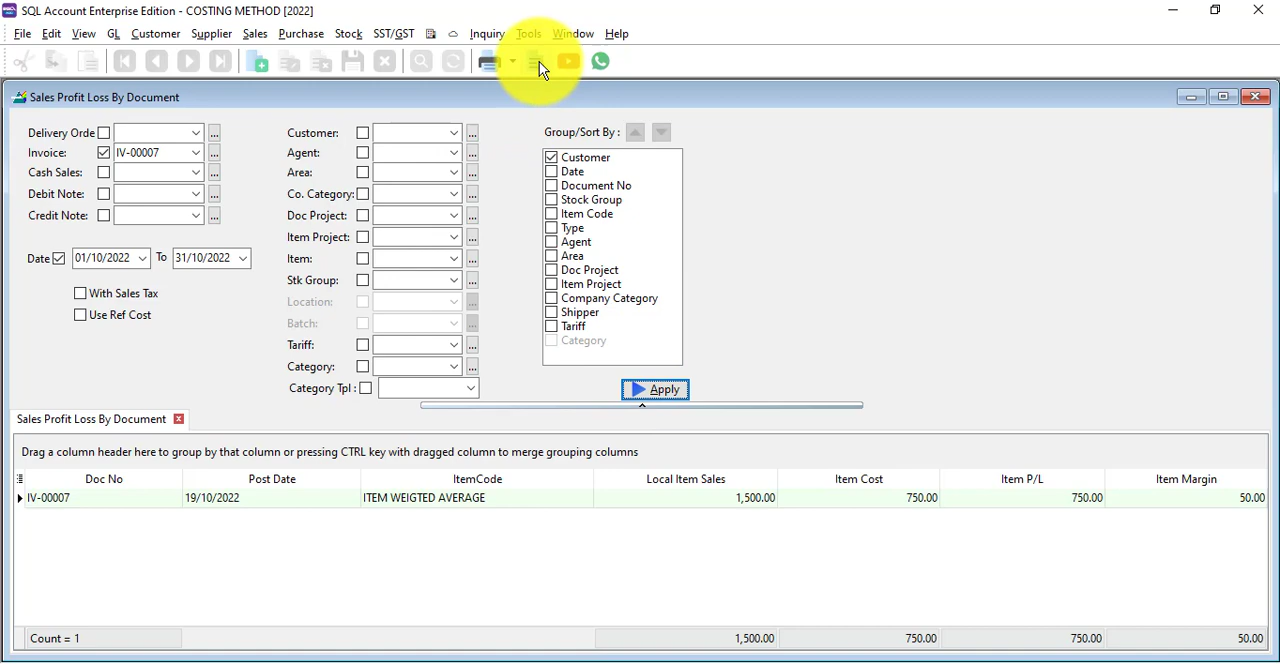 SQL Account Enterprise Edition - COSTING METHOD [2022]
File Edit View GL Customer Supplier Sales Purchase Stock SST/GST Inquiry Tools Window Help
Sales Profit Loss By Document
Delivery Orde
Invoice: IV-00007
Cash Sales:
Debit Note:
Credit Note:
Date 01/10/2022 To 31/10/2022
With Sales Tax
Use Ref Cost
Customer:
Agent:
Area:
Co. Category:
Doc Project:
Item Project:
Item:
Stk Group:
Location:
Batch:
Tariff:
Category:
Category Tpl :
Group/Sort By :
Customer
Date
Document No
Stock Group
Item Code
Type
Agent
Area
Doc Project
Item Project
Company Category
Shipper
Tariff
Category
Apply
Sales Profit Loss By Document
Drag a column header here to group by that column or pressing CTRL key with dragged column to merge grouping columns
Doc No Post Date ItemCode Local Item Sales Item Cost Item P/L Item Margin
IV-00007 19/10/2022 ITEM WEIGTED AVERAGE 1,500.00 750.00 750.00 50.00
Count = 1 1,500.00 750.00 750.00 50.00